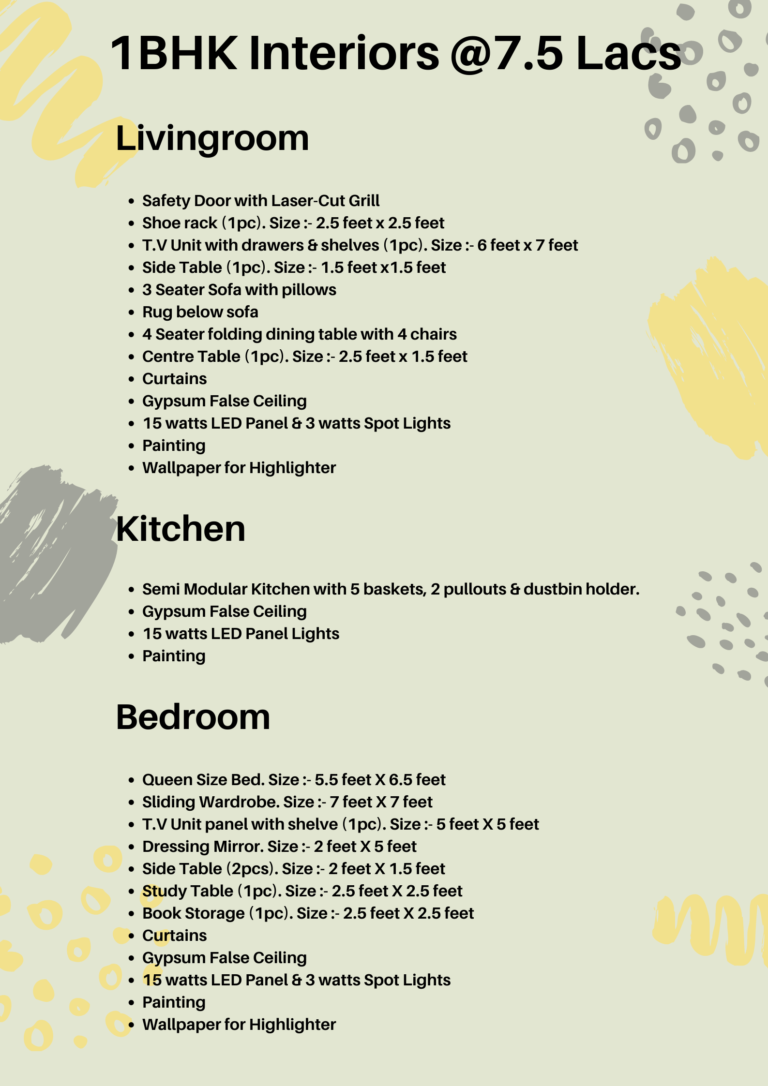 1BHK Interiors @7.5 Lacs
Livingroom
• Safety Door with Laser-Cut Grill
• Shoe rack (1pc). Size :- 2.5 feet x 2.5 feet
• T.V Unit with drawers & shelves (1pc). Size :- 6 feet x 7 feet
• Side Table (1pc). Size :- 1.5 feet x1.5 feet
• 3 Seater Sofa with pillows
• Rug below sofa
• 4 Seater folding dining table with 4 chairs
• Centre Table (1pc). Size :- 2.5 feet x 1.5 feet
• Curtains
• Gypsum False Ceiling
• 15 watts LED Panel & 3 watts Spot Lights
• Painting
• Wallpaper for Highlighter
Kitchen
• Semi Modular Kitchen with 5 baskets, 2 pullouts & dustbin holder.
• Gypsum False Ceiling
• 15 watts LED Panel Lights
• Painting
Bedroom
• Queen Size Bed. Size :- 5.5 feet X 6.5 feet
• Sliding Wardrobe. Size :- 7 feet X 7 feet
• T.V Unit panel with shelve (1pc). Size :- 5 feet X 5 feet
• Dressing Mirror. Size :- 2 feet X 5 feet
• Side Table (2pcs). Size :- 2 feet X 1.5 feet
• Study Table (1pc). Size :- 2.5 feet X 2.5 feet
• Book Storage (1pc). Size :- 2.5 feet X 2.5 feet
• Curtains
• Gypsum False Ceiling
• 15 watts LED Panel & 3 watts Spot Lights
• Painting
• Wallpaper for Highlighter